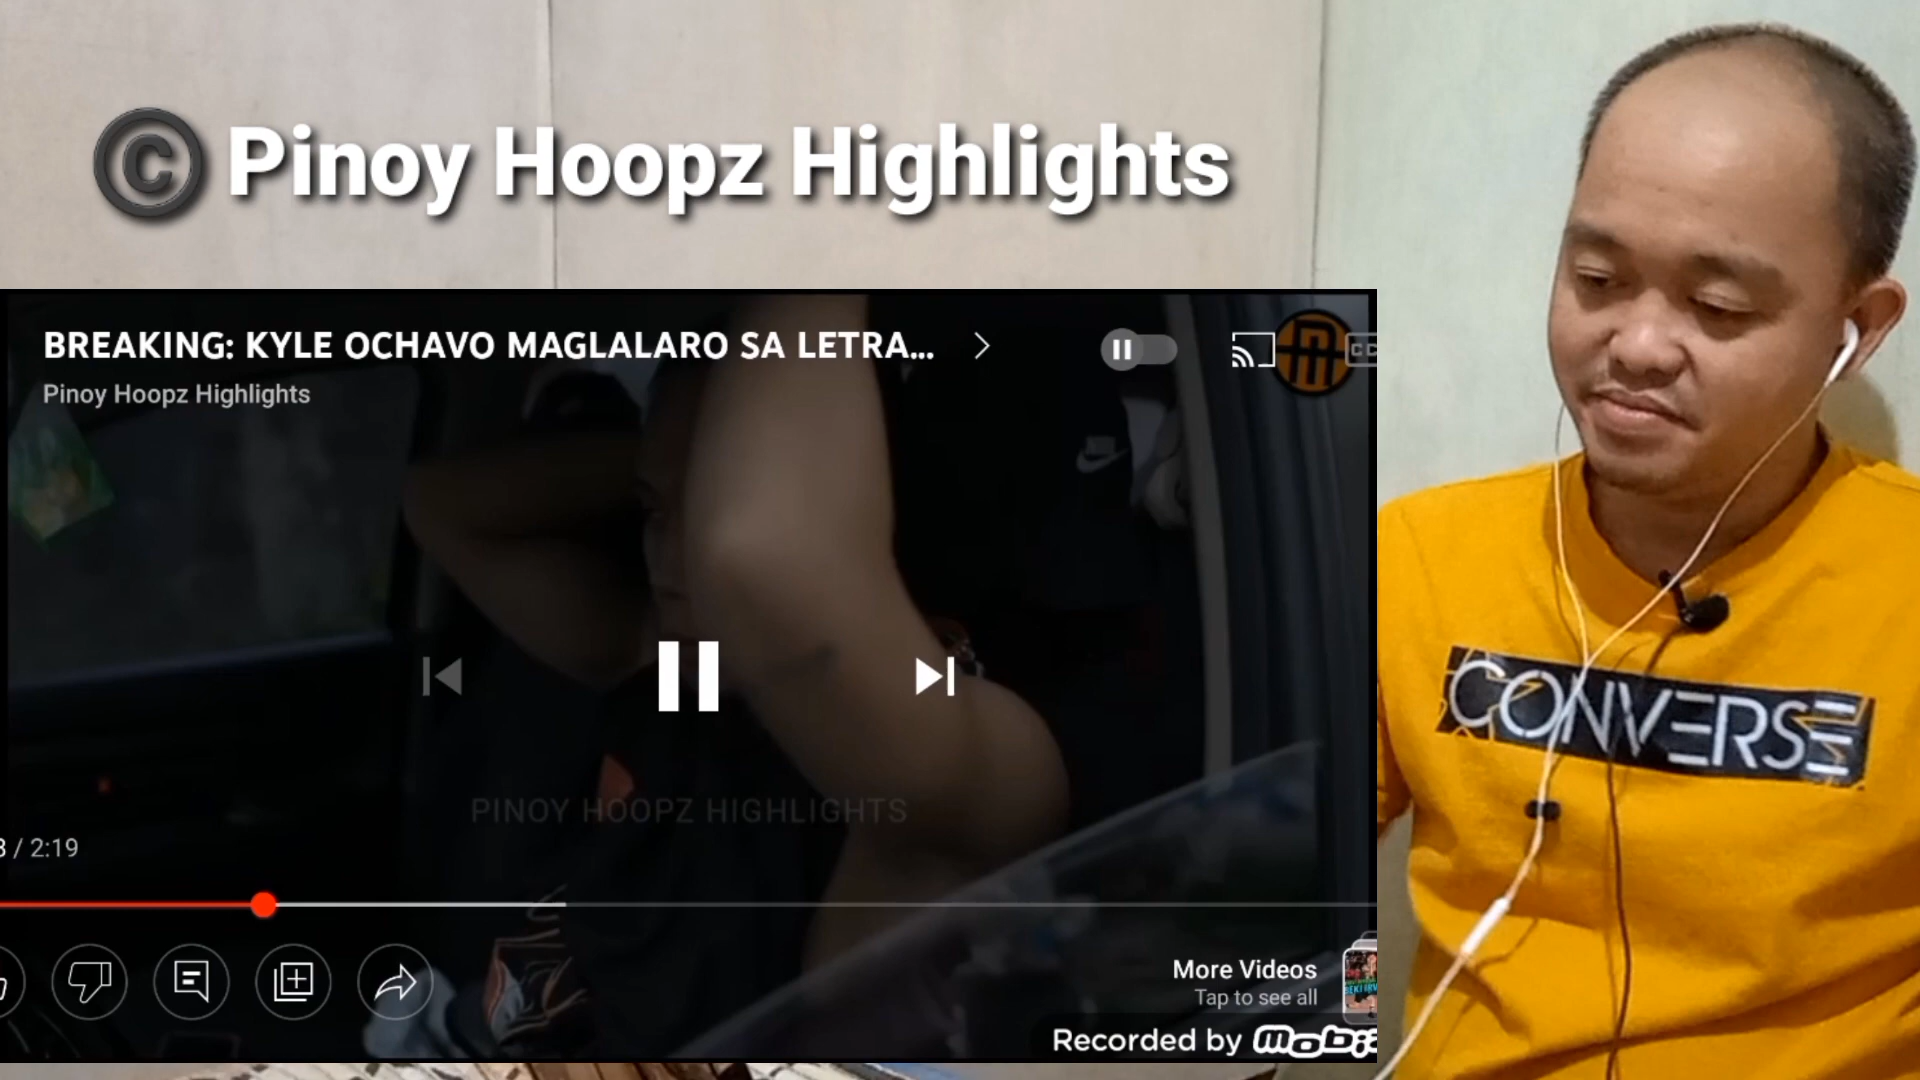 © Pinoy Hoopz Highlights
BREAKING: KYLE OCHAVO MAGLALARO SA LETRA...
CC
Pinoy Hoopz Highlights
CONVERSE
PINOY HOOPZ HIGHLIGHTS
/ 2:19
More Videos
Tap to see all
Recorded by